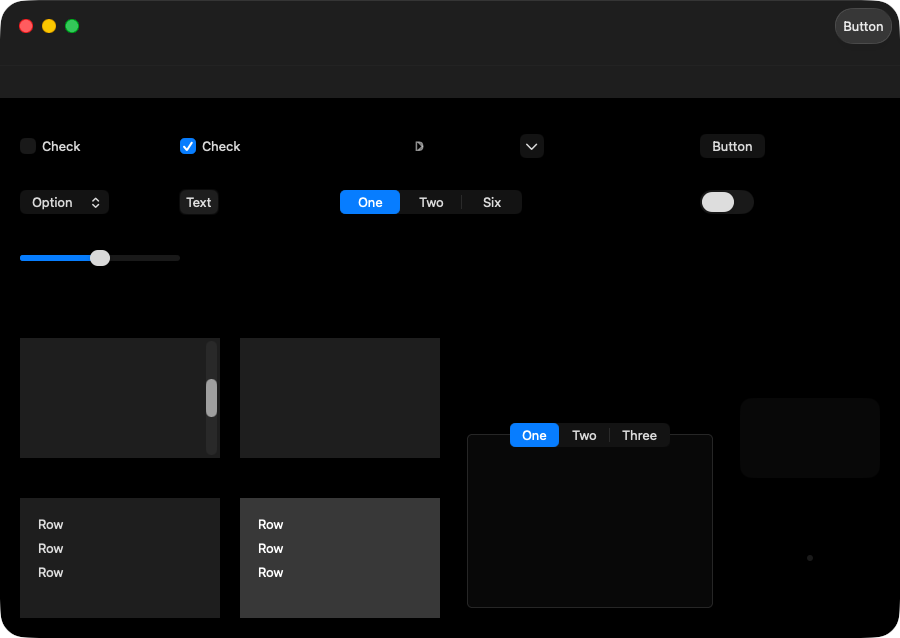 Button
Check
Check
Button
Option
Text
One
Two
Six
One
Two
Three
Row
Row
Row
Row
Row
Row